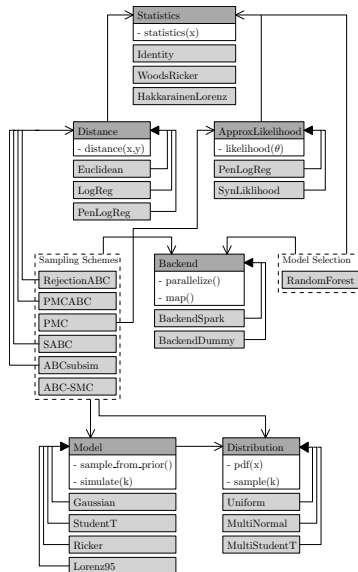 Statistics
- statistics(x)
Identity
WoodsRicker
HakkarainenLorenz
Distance
- distance(x,y)
Euclidean
LogReg
PenLogReg
ApproxLikelihood
- likelihood(θ)
PenLogReg
SynLiklihood
Sampling Schemes
RejectionABC
PMCABC
PMC
SABC
ABCsubsim
ABC-SMC
Backend
- parallelize()
- map()
BackendSpark
BackendDummy
Model Selection
RandomForest
Model
- sample_from_prior()
- simulate(k)
Gaussian
StudentT
Ricker
Lorenz95
Distribution
- pdf(x)
- sample(k)
Uniform
MultiNormal
MultiStudentT